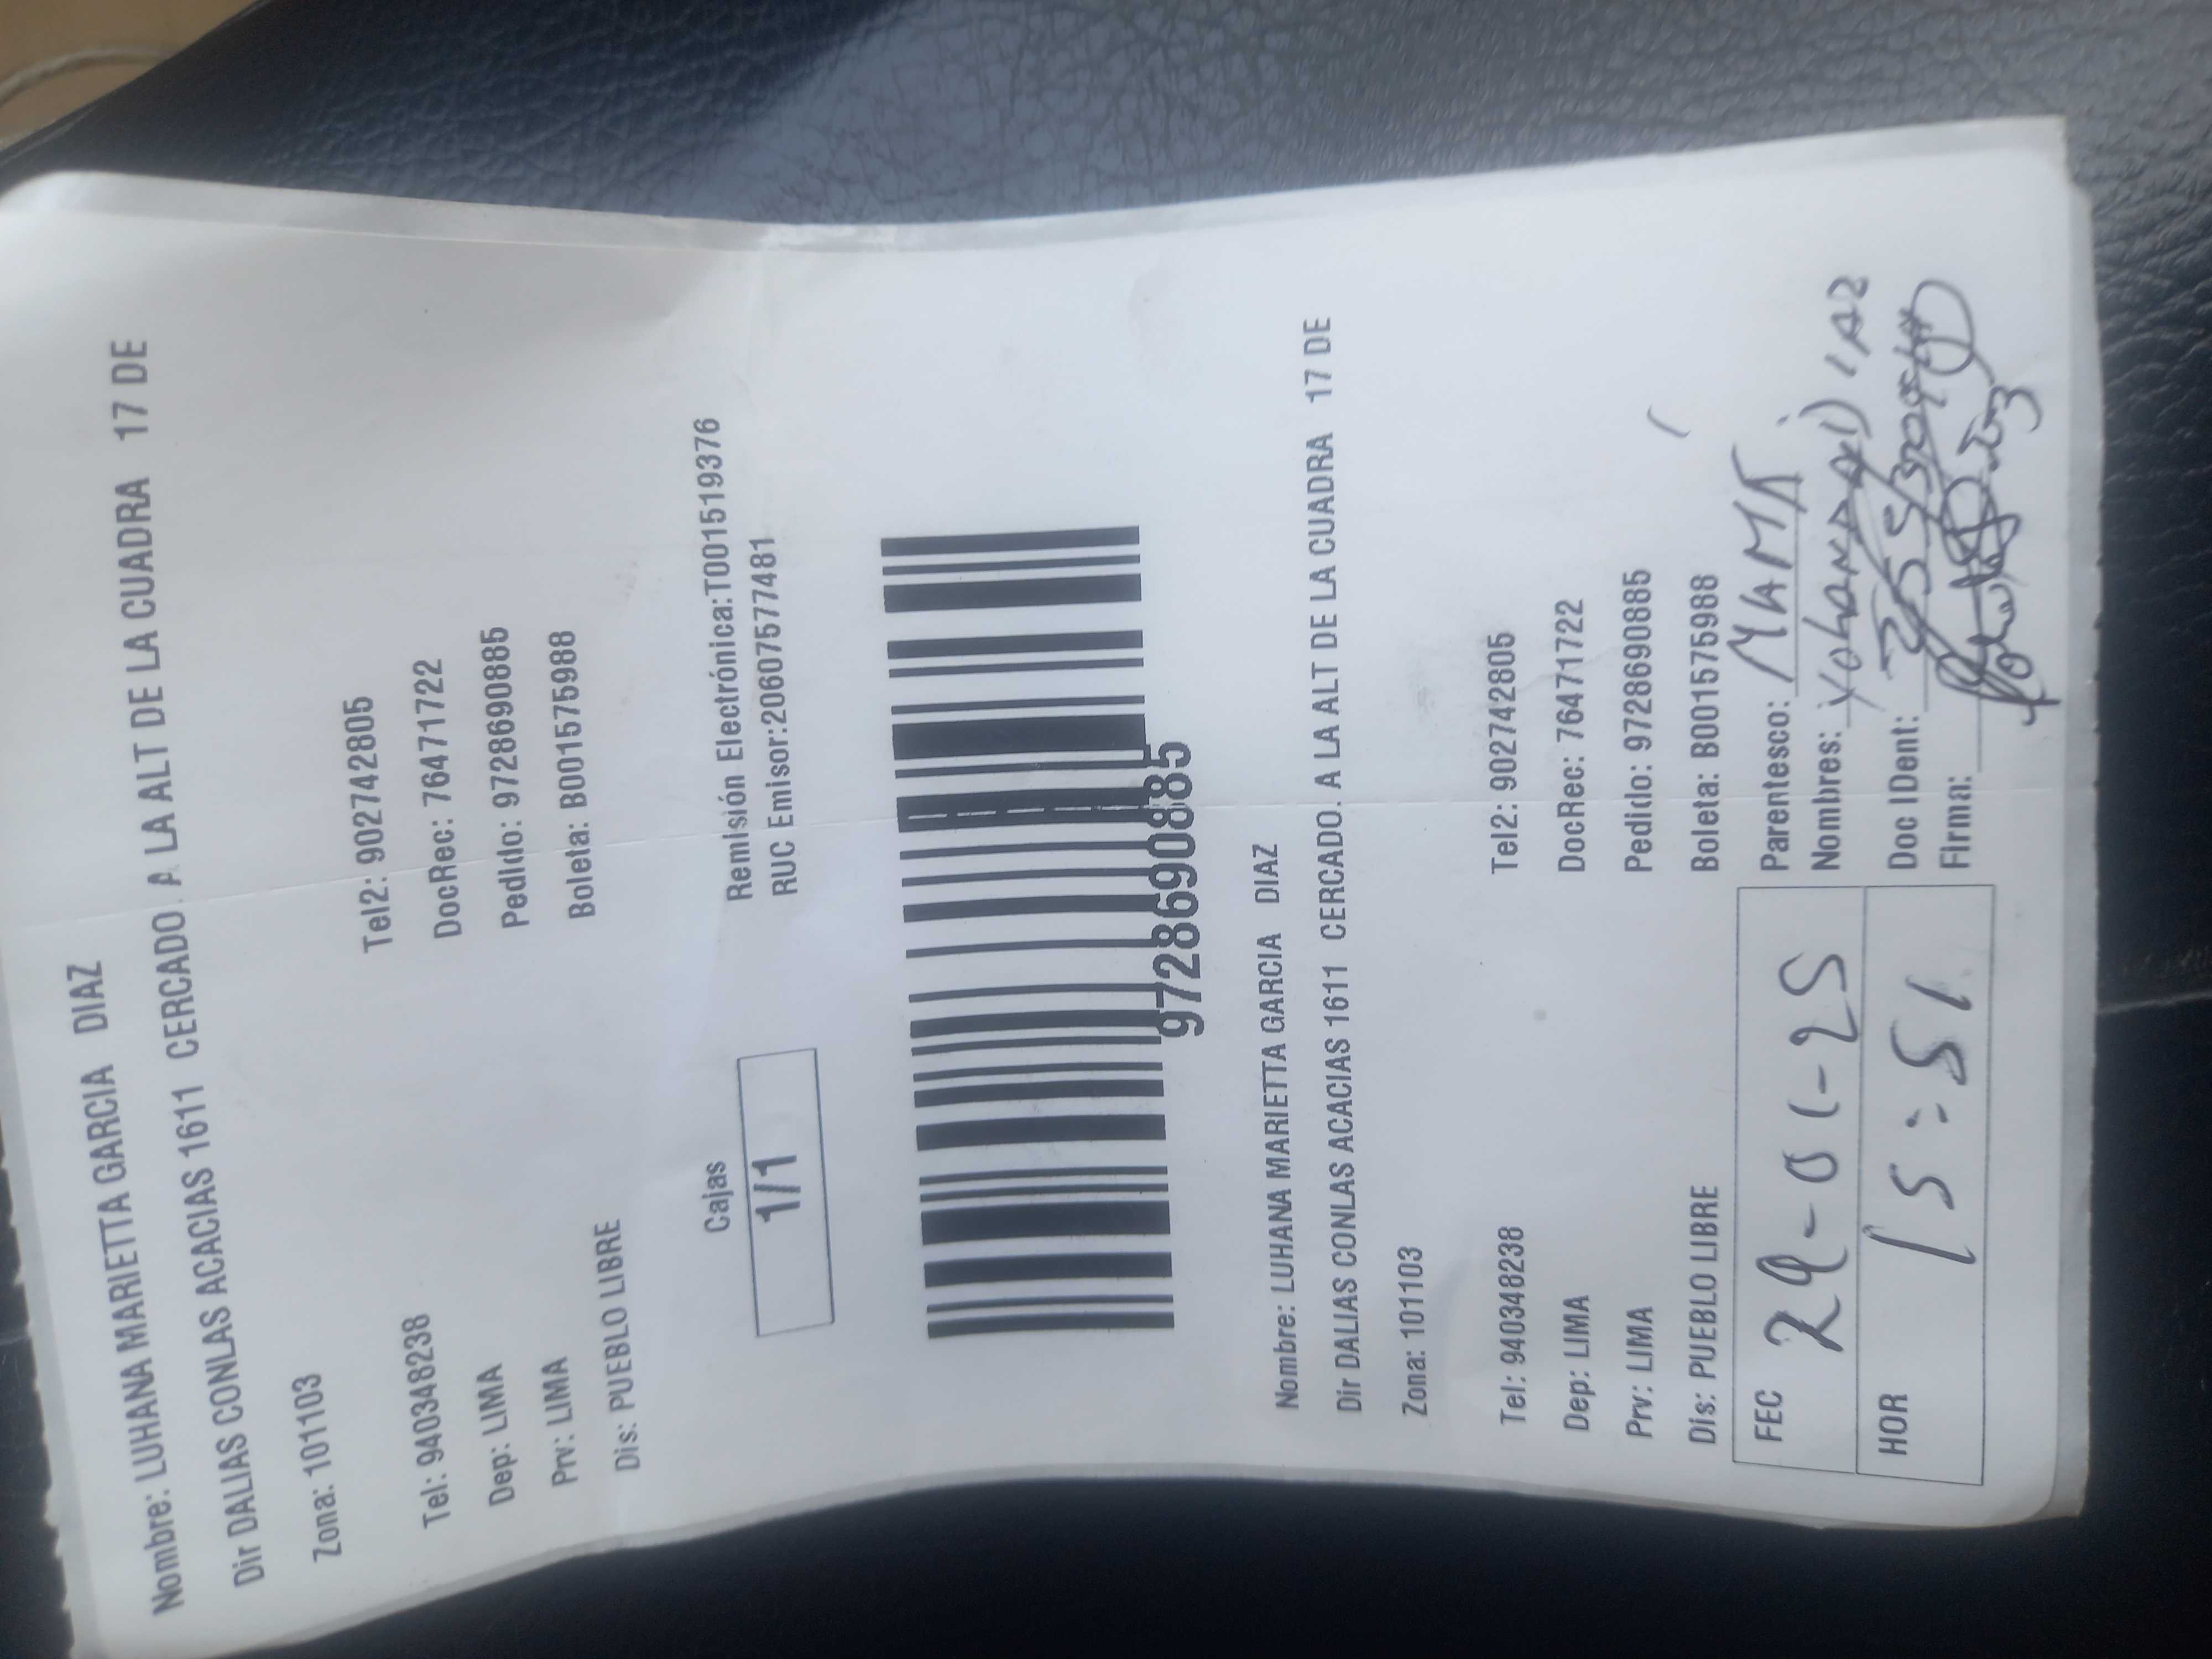 Nombre: LUHANA MARIETTA GARCIA DIAZ
Dir DALIAS CONLAS ACACIAS 1611 CERCADO. A LA ALT DE LA CUADRA 17 DE
Zona: 101103
Tel: 940348238 Tel2: 902742805
Dep: LIMA DocRec: 76471722
Prv: LIMA Pedido: 97286908​85
Dis: PUEBLO LIBRE Boleta: B001575988
Cajas Remisión Electrónica:T001519376
1/1 RUC Emisor:20607577481
9728690885
Nombre: LUHANA MARIETTA GARCIA DIAZ
Dir DALIAS CONLAS ACACIAS 1611 CERCADO. A LA ALT DE LA CUADRA 17 DE
Zona: 101103
Tel: 940348238 Tel2: 902742805
Dep: LIMA DocRec: 76471722
Prv: LIMA Pedido: 9728690885
Dis: PUEBLO LIBRE Boleta: B001575988
FEC 29-01-25 Parentesco: MAMA
Nombres:
HOR 15:51 Doc IDent:
Firma: